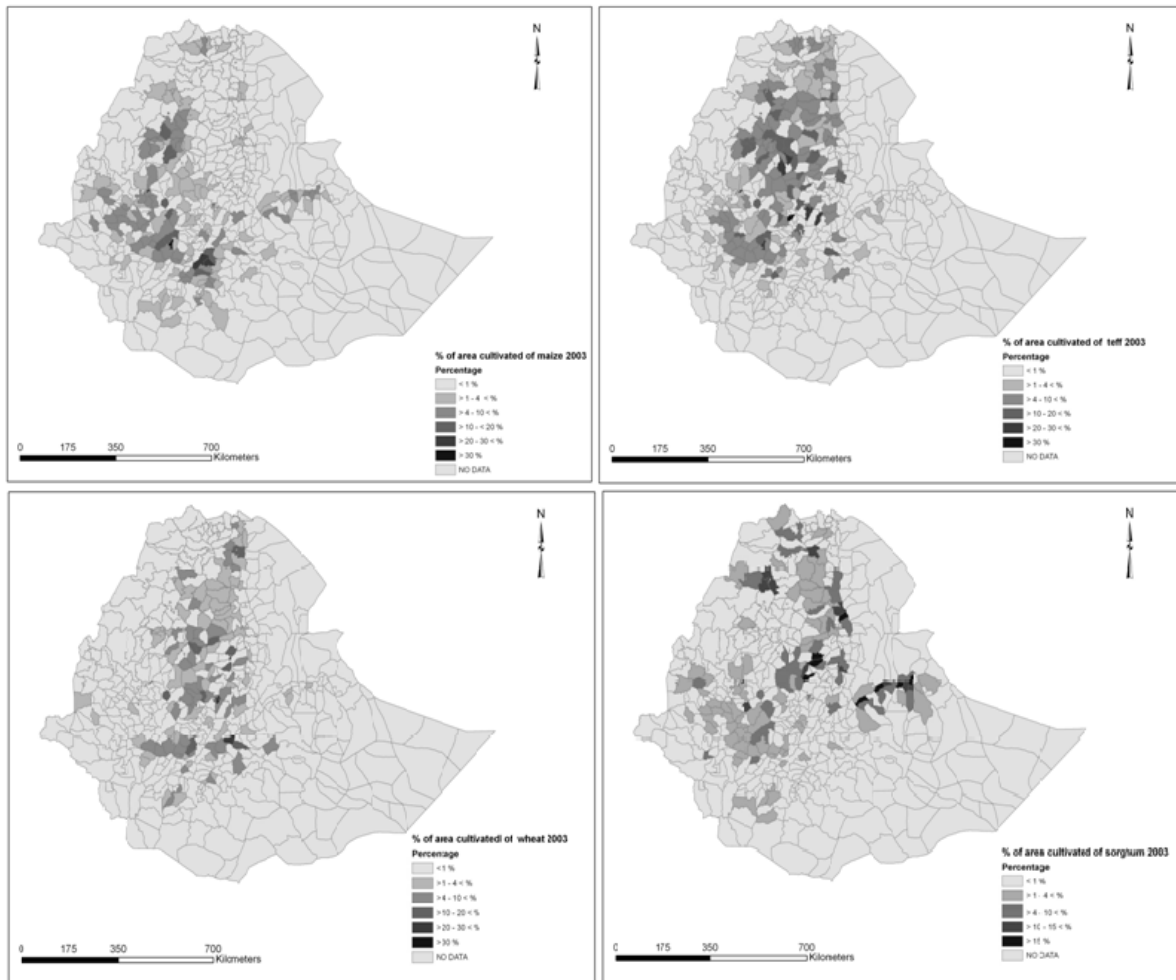 N
% of area cultivated of maize 2003
Percentage
< 1 %
> 1 - 4 < %
> 4 - 10 < %
> 10 - < 20 %
> 20 - 30 < %
> 30 %
NO DATA
0 175 350 700
Kilometers
N
% of area cultivated of teff 2003
Percentage
< 1 %
> 1 - 4 < %
> 4 - 10 < %
> 10 - 20 < %
> 20 - 30 < %
> 30 %
NO DATA
0 175 350 700
Kilometers
N
% of area cultivatedl of wheat 2003
Percentage
< 1 %
> 1 - 4 < %
> 4 - 10 < %
> 10 - 20 < %
> 20 - 30 < %
> 30 %
NO DATA
0 175 350 700
Kilometers
N
% of area cultivated of sorghum 2003
Percentage
< 1 %
> 1 - 4 < %
> 4 - 10 < %
> 10 - 15 < %
> 15 %
NO DATA
0 175 350 700
Kilometers